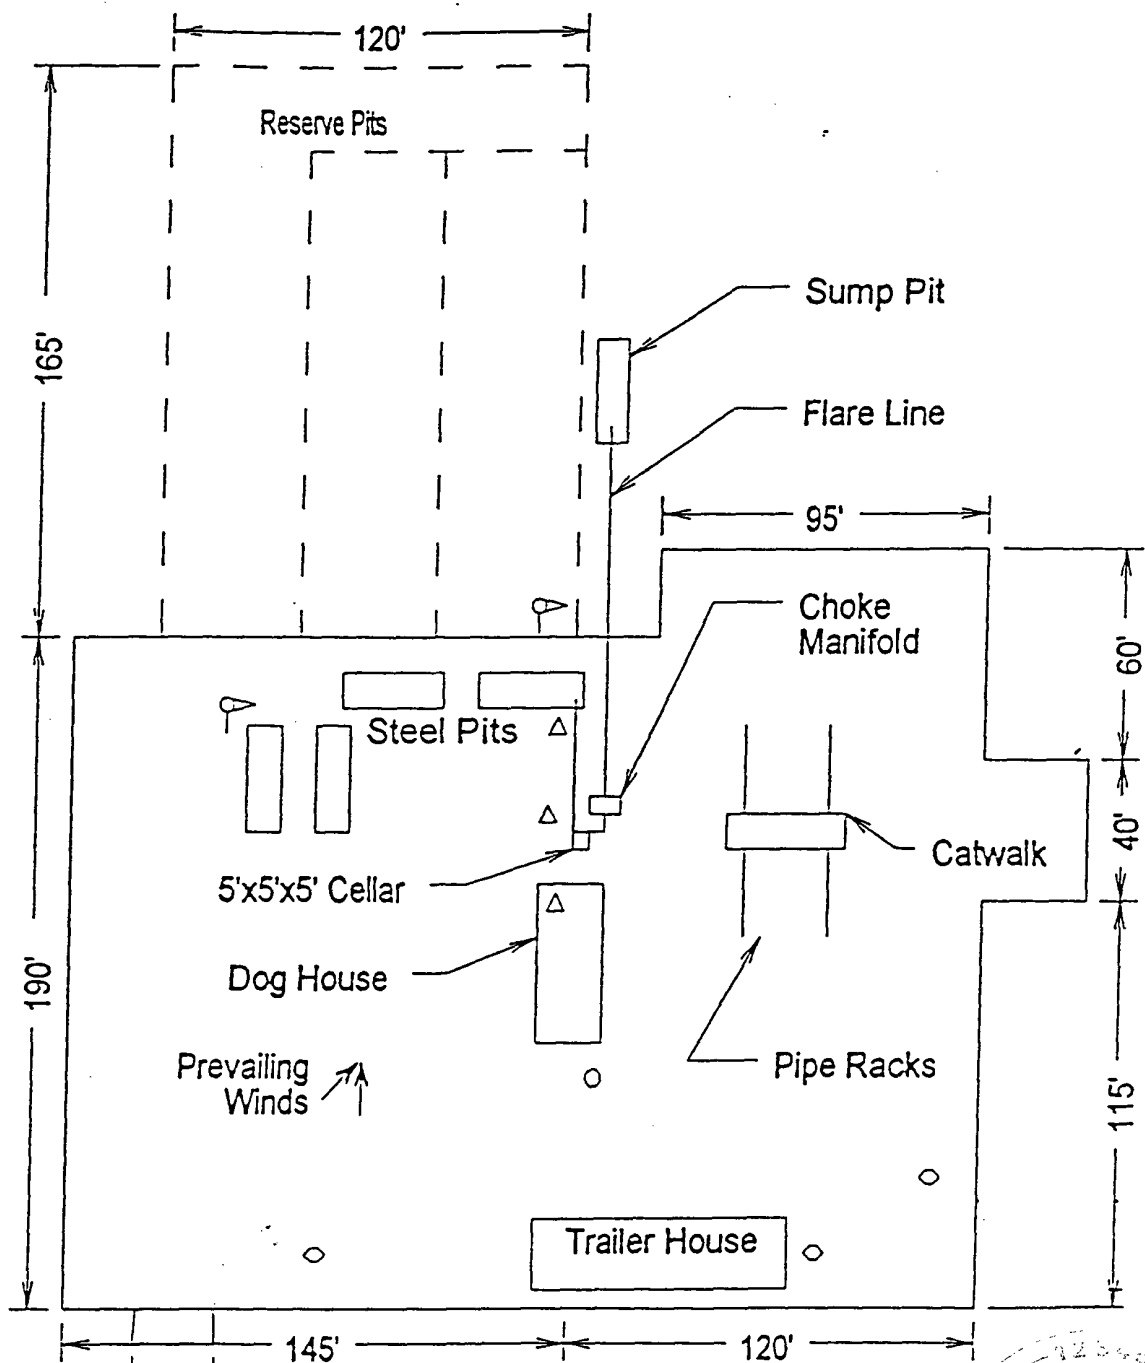 120'
Reserve Pits
165'
Sump Pit
Flare Line
95'
Choke
Manifold
60'
Steel Pits
40'
Catwalk
5'x5'x5' Cellar
Dog House
190'
Prevailing
Winds
Pipe Racks
115'
Trailer House
145'
120'